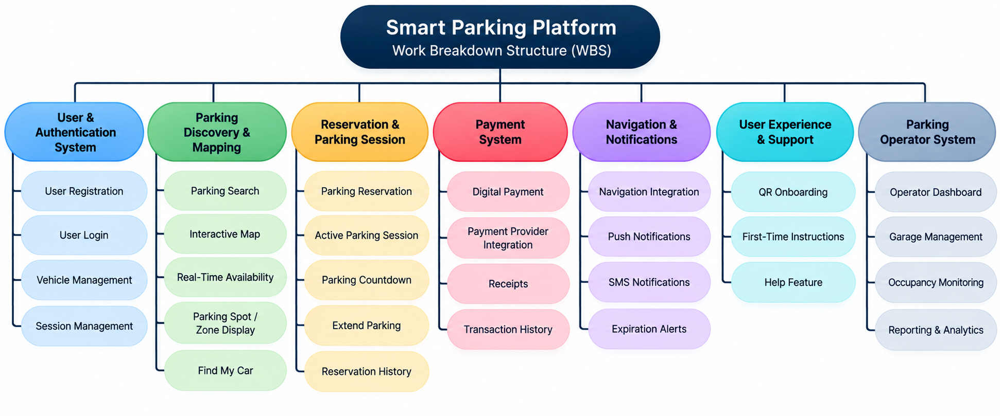 Smart Parking Platform
Work Breakdown Structure (WBS)
User &
Authentication
System
User Registration
User Login
Vehicle Management
Session Management
Parking
Discovery &
Mapping
Parking Search
Interactive Map
Real-Time Availability
Parking Spot /
Zone Display
Find My Car
Reservation &
Parking Session
Parking Reservation
Active Parking Session
Parking Countdown
Extend Parking
Reservation History
Payment
System
Digital Payment
Payment Provider
Integration
Receipts
Transaction History
Navigation &
Notifications
Navigation Integration
Push Notifications
SMS Notifications
Expiration Alerts
User Experience
& Support
QR Onboarding
First-Time Instructions
Help Feature
Parking
Operator System
Operator Dashboard
Garage Management
Occupancy Monitoring
Reporting & Analytics